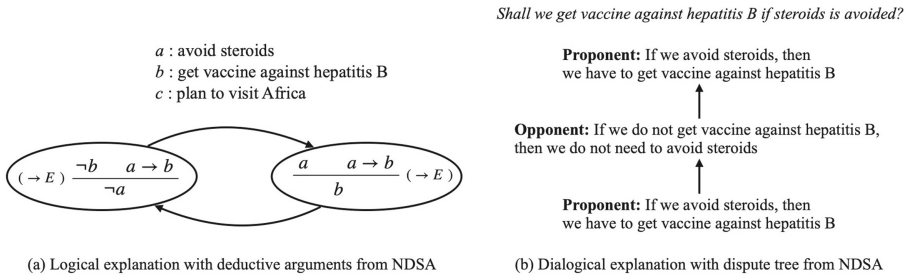 a : avoid steroids
b : get vaccine against hepatitis B
c : plan to visit Africa
(→ E) ¬b a → b
¬a
a a → b (→ E)
b
(a) Logical explanation with deductive arguments from NDSA
Shall we get vaccine against hepatitis B if steroids is avoided?
Proponent: If we avoid steroids, then
we have to get vaccine against hepatitis B
Opponent: If we do not get vaccine against hepatitis B,
then we do not need to avoid steroids
Proponent: If we avoid steroids, then
we have to get vaccine against hepatitis B
(b) Dialogical explanation with dispute tree from NDSA